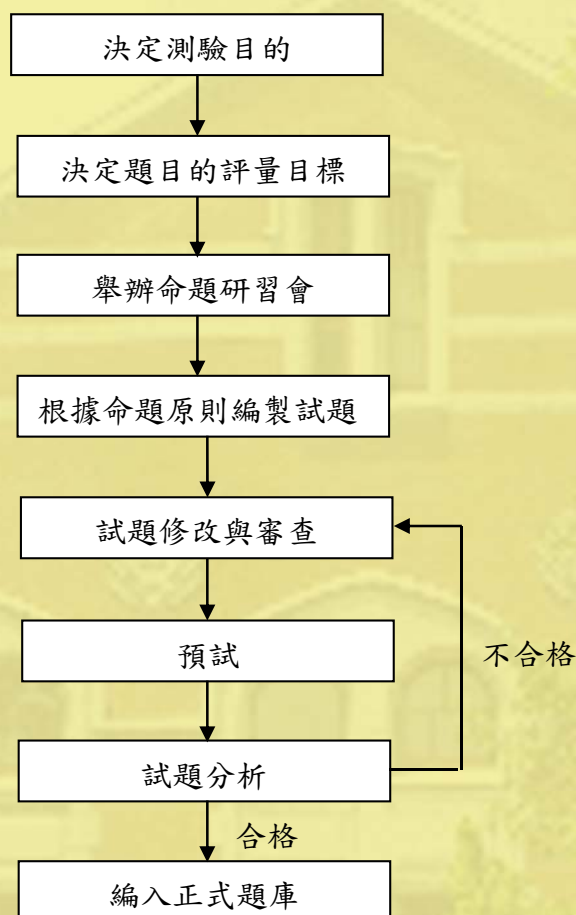 決定測驗目的
決定題目的評量目標
舉辦命題研習會
根據命題原則編製試題
試題修改與審查
預試
不合格
試題分析
合格
編入正式題庫